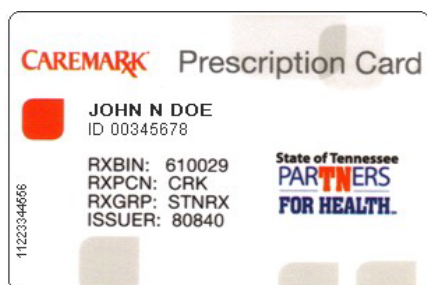 CAREMARK Prescription Card
JOHN N DOE
ID 00345678
RXBIN: 610029
RXPCN: CRK
RXGRP: STNRX
ISSUER: 80840
State of Tennessee
PARTNERS
FOR HEALTH™
11223344556